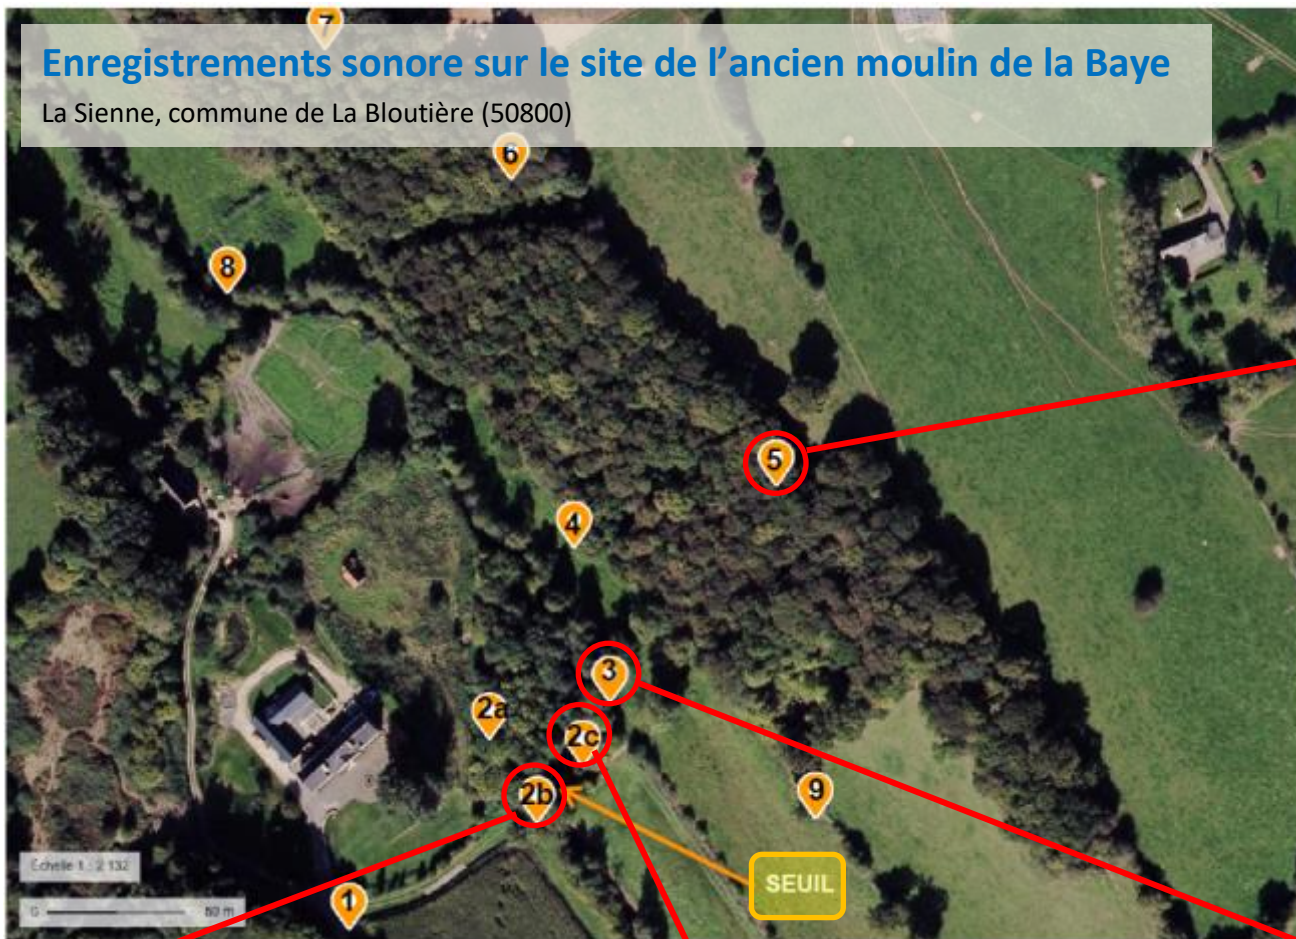 7
Enregistrements sonore sur le site de l’ancien moulin de la Baye
La Sienne, commune de La Bloutière (50800)
6
8
5
4
3
2a
2c
2b
9
SEUIL
Echelle 1 : 2 132
1
0 50 m